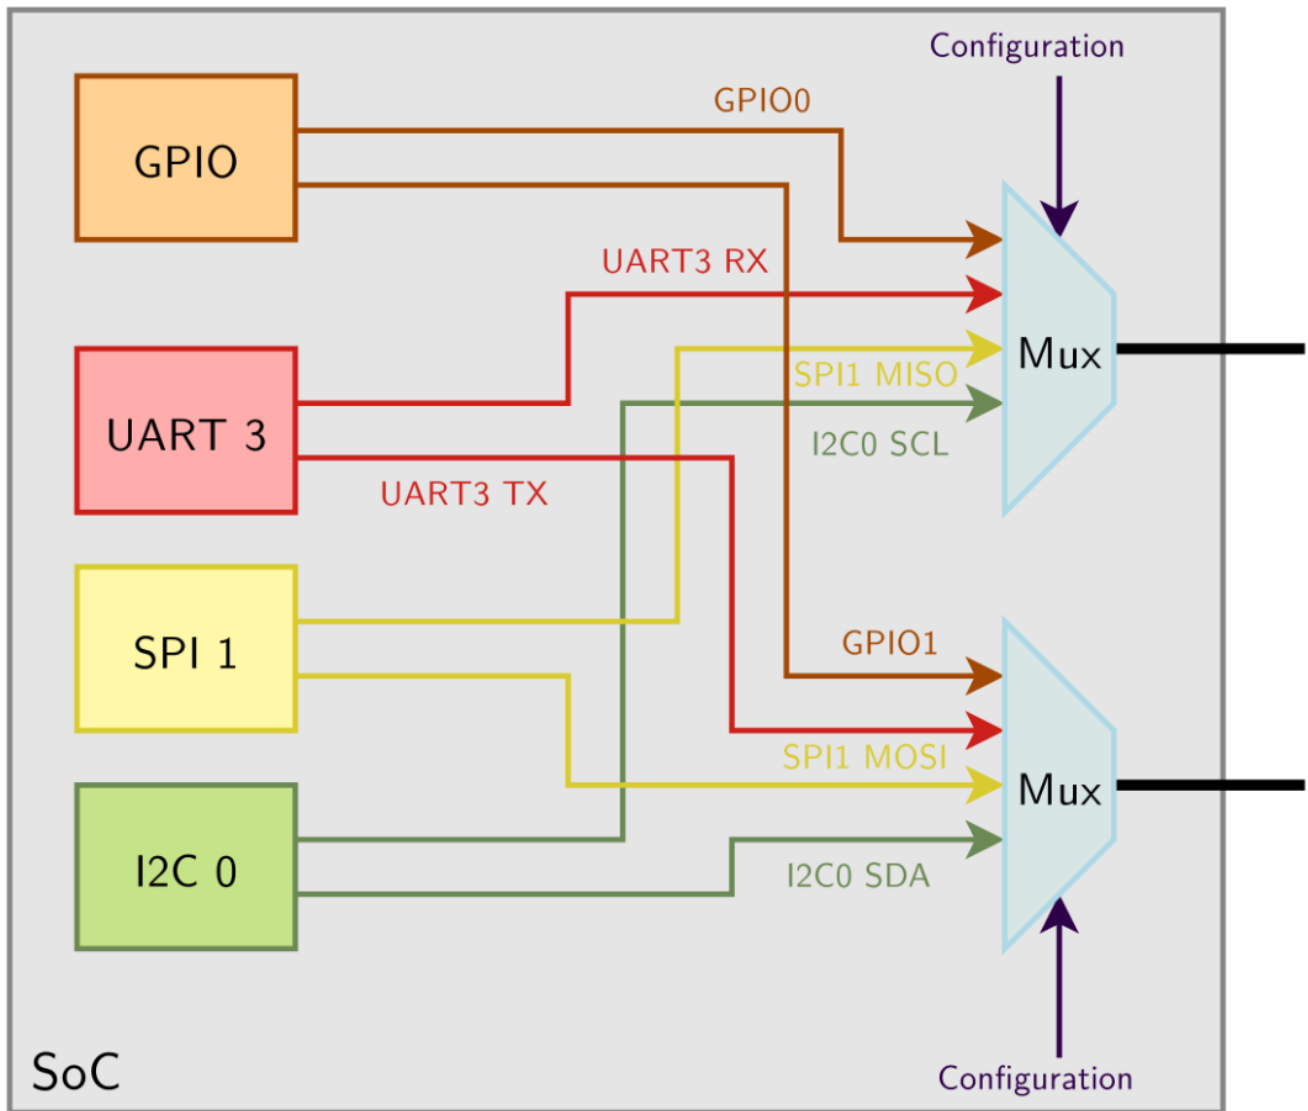 Configuration
GPIO0
GPIO
UART3 RX
Mux
SPI1 MISO
UART 3
I2C0 SCL
UART3 TX
GPIO1
SPI 1
SPI1 MOSI
Mux
I2C 0
I2C0 SDA
SoC
Configuration